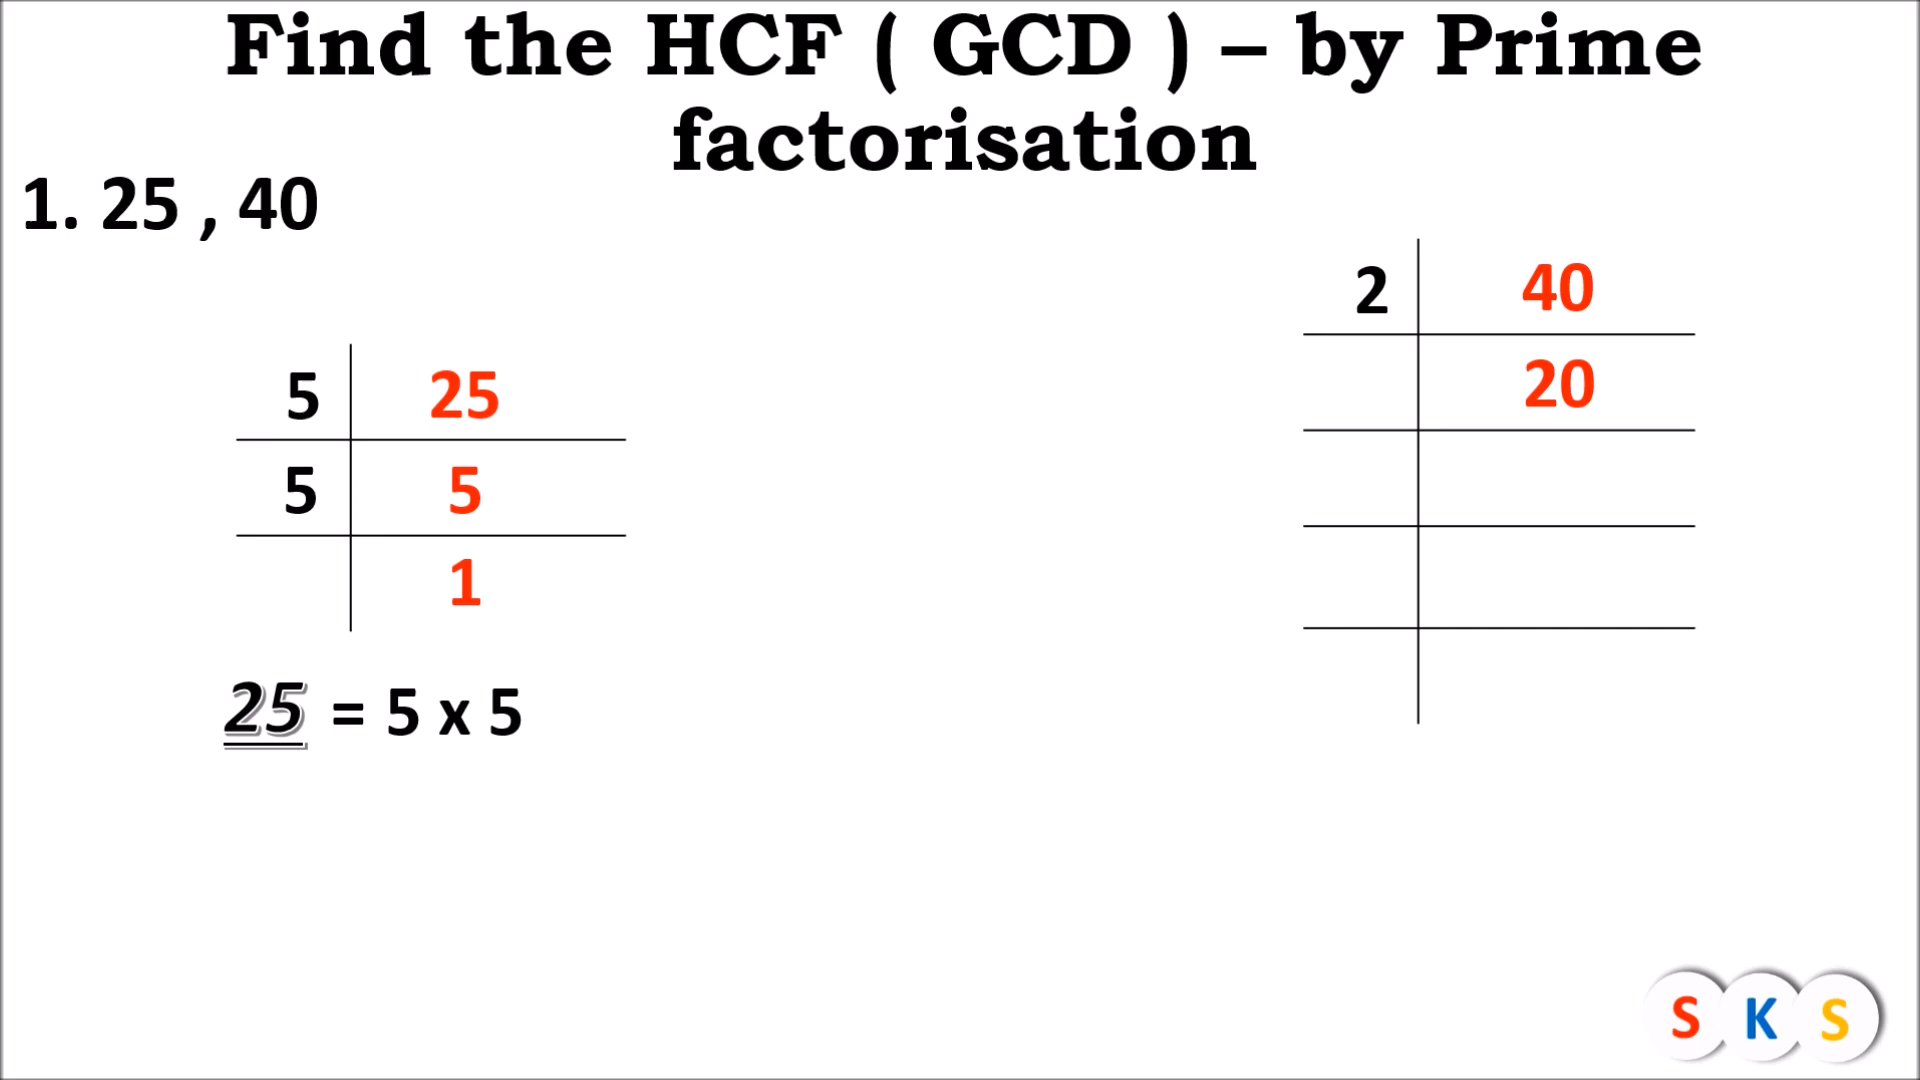 Find the HCF ( GCD ) – by Prime
factorisation
1. 25 , 40
5 25
5 5
1
25 = 5 x 5
2 40
20
S K S